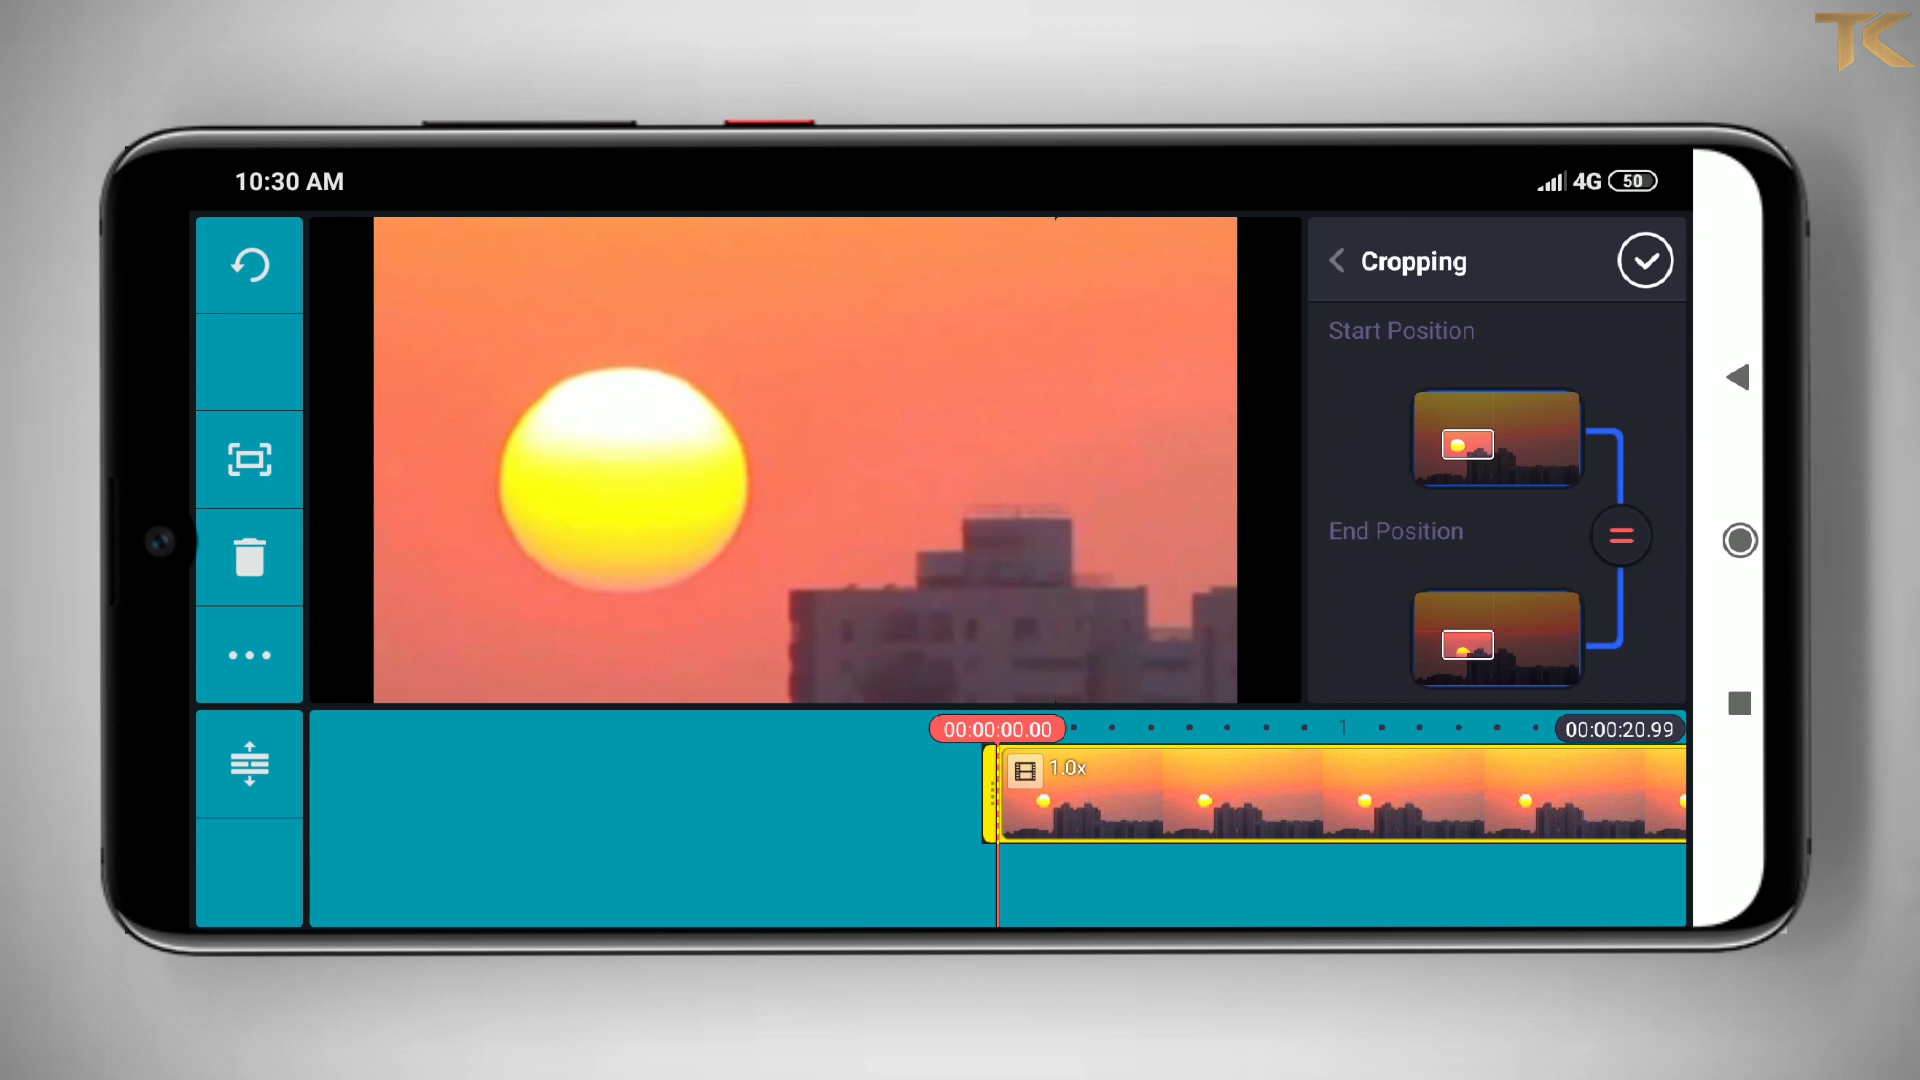 TK
10:30 AM
4G 50
Cropping
Start Position
End Position
00:00:00.00
1
00:00:20.99
1.0x